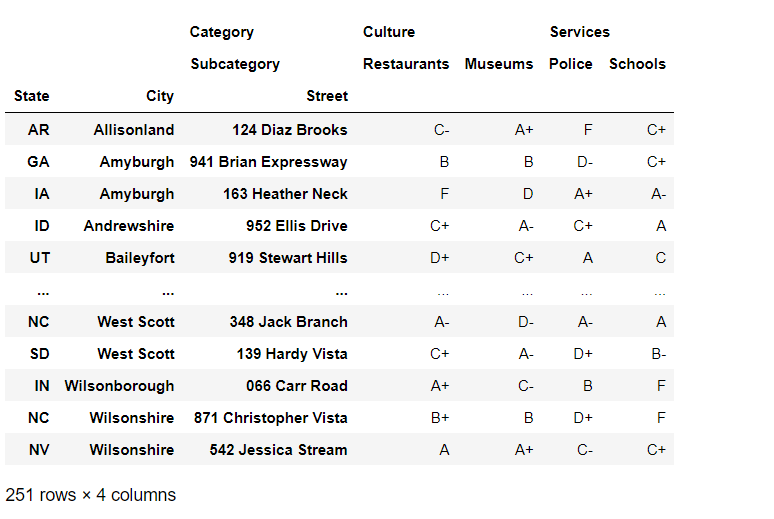 Category Culture Services
Subcategory Restaurants Museums Police Schools
State City Street
AR Allisonland 124 Diaz Brooks C- A+ F C+
GA Amyburgh 941 Brian Expressway B B D- C+
IA Amyburgh 163 Heather Neck F D A+ A-
ID Andrewshire 952 Ellis Drive C+ A- C+ A
UT Baileyfort 919 Stewart Hills D+ C+ A C
... ... ... ... ... ... ...
NC West Scott 348 Jack Branch A- D- A- A
SD West Scott 139 Hardy Vista C+ A- D+ B-
IN Wilsonborough 066 Carr Road A+ C- B F
NC Wilsonshire 871 Christopher Vista B+ B D+ F
NV Wilsonshire 542 Jessica Stream A A+ C- C+
251 rows × 4 columns